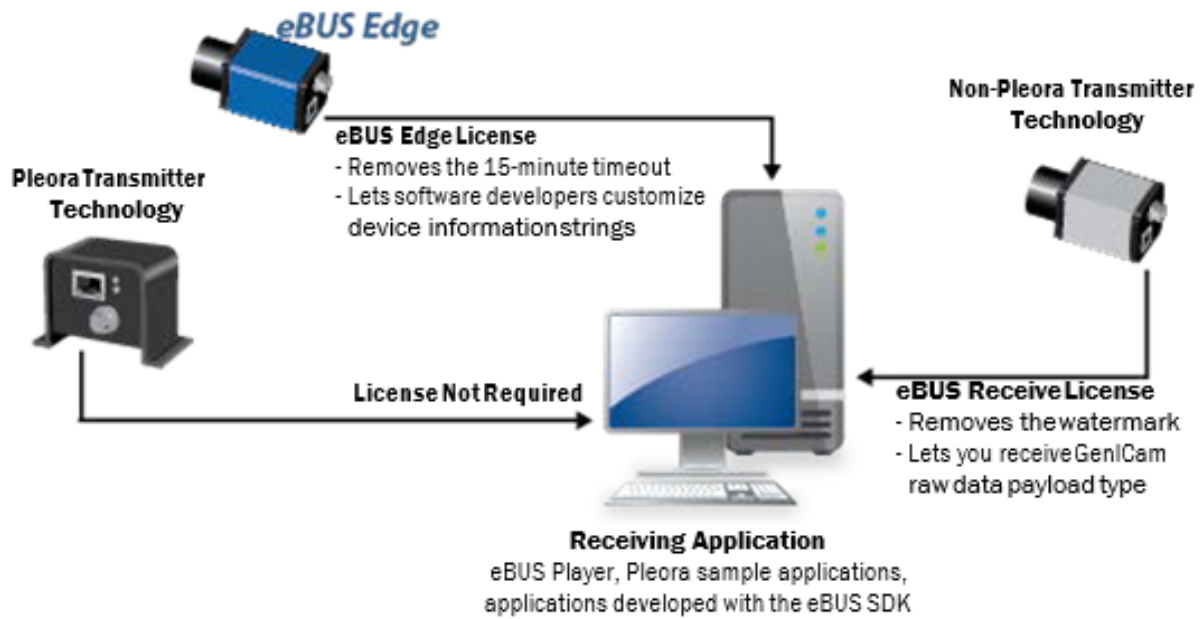 eBUS Edge
Non-Pleora Transmitter
Technology
eBUS Edge License
- Removes the 15-minute timeout
- Lets software developers customize
device information strings
Pleora Transmitter
Technology
License Not Required
eBUS Receive License
- Removes the watermark
- Lets you receive GenICam
raw data payload type
Receiving Application
eBUS Player, Pleora sample applications,
applications developed with the eBUS SDK